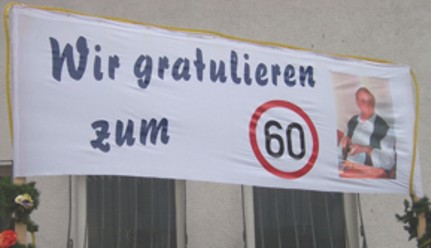 Wir gratulieren
zum 60